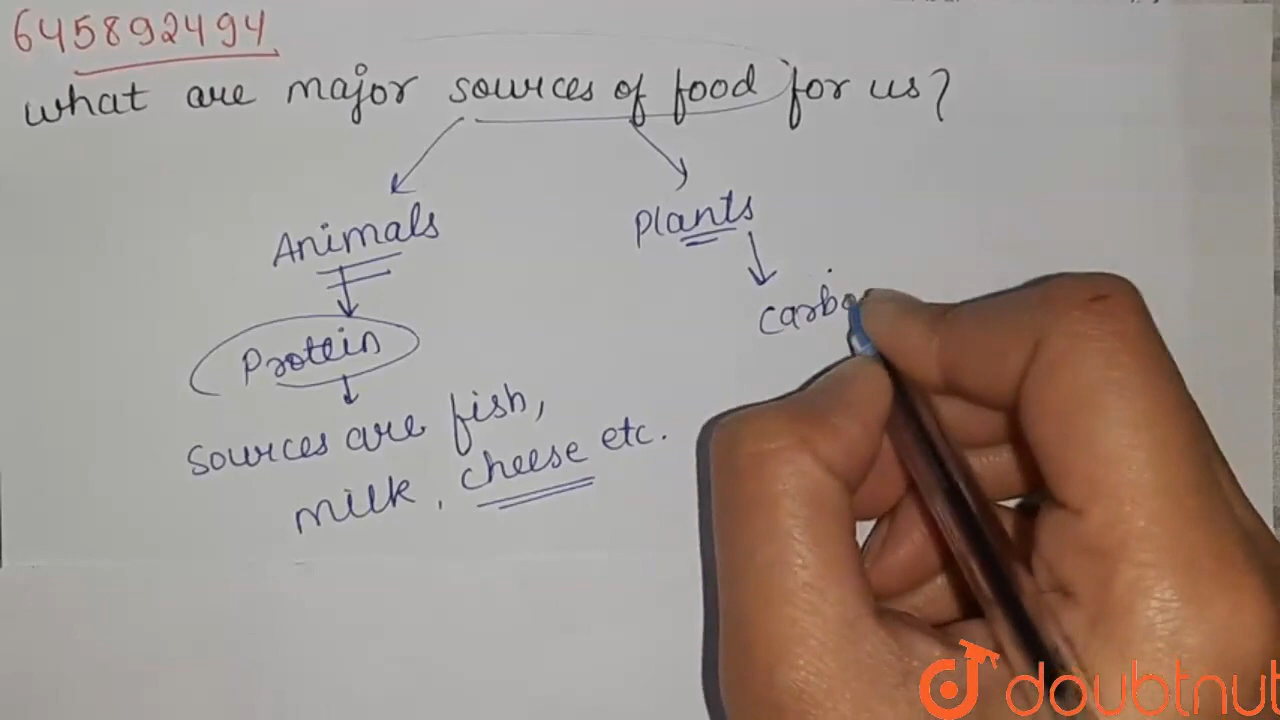 645892494
what are major sources of food for us?
Animals
Plants
Protein
Carbo
sources are fish,
milk, cheese etc.
doubtnut